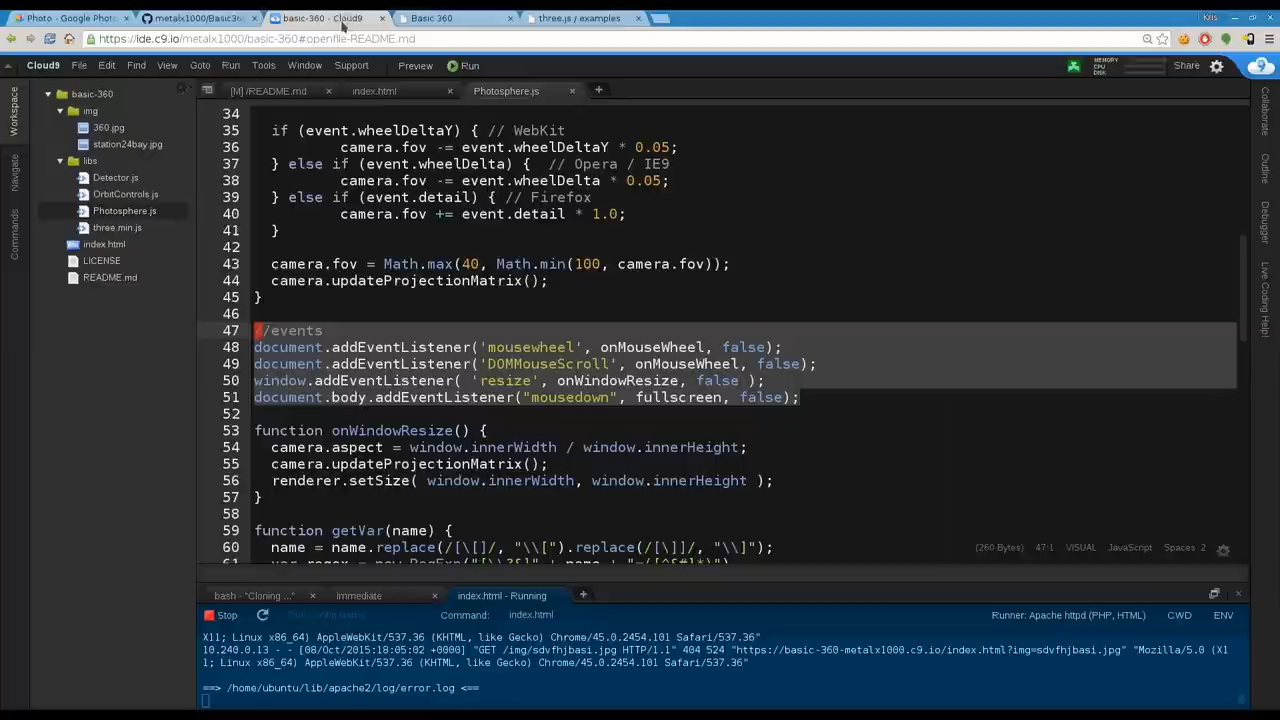 Photo - Google Photo
metalx1000/Basic36
basic-360 - Cloud9
Basic 360
three.js / examples
Kris
https://ide.c9.io/metalx1000/basic-360#openfile-README.md
Cloud9 File Edit Find View Goto Run Tools Window Support Preview Run
MEMORY
CPU
DISK
Share
Workspace
Navigate
Commands
basic-360
img
360.jpg
station24bay.jpg
libs
Detector.js
OrbitControls.js
Photosphere.js
three.min.js
index.html
LICENSE
README.md
[M] /README.md
index.html
Photosphere.js
34
35 if (event.wheelDeltaY) { // WebKit
36 camera.fov -= event.wheelDeltaY * 0.05;
37 } else if (event.wheelDelta) { // Opera / IE9
38 camera.fov -= event.wheelDelta * 0.05;
39 } else if (event.detail) { // Firefox
40 camera.fov += event.detail * 1.0;
41 }
42
43 camera.fov = Math.max(40, Math.min(100, camera.fov));
44 camera.updateProjectionMatrix();
45 }
46
47 //events
48 document.addEventListener('mousewheel', onMouseWheel, false);
49 document.addEventListener('DOMMouseScroll', onMouseWheel, false);
50 window.addEventListener( 'resize', onWindowResize, false );
51 document.body.addEventListener("mousedown", fullscreen, false);
52
53 function onWindowResize() {
54 camera.aspect = window.innerWidth / window.innerHeight;
55 camera.updateProjectionMatrix();
56 renderer.setSize( window.innerWidth, window.innerHeight );
57 }
58
59 function getVar(name) {
60 name = name.replace(/[\[]/, "\\[").replace(/[\]]/, "\\]");
(260 Bytes) 47:1 VISUAL JavaScript Spaces 2
Collaborate
Outline
Debugger
Live Coding Help!
bash - "Cloning ...
Immediate
index.html - Running
Stop
Command: index.html
Runner: Apache httpd (PHP, HTML) CWD ENV
X11; Linux x86_64) AppleWebKit/537.36 (KHTML, like Gecko) Chrome/45.0.2454.101 Safari/537.36"
10.240.0.13 - - [08/Oct/2015:18:05:02 +0000] "GET /img/sdvfhjbasi.jpg HTTP/1.1" 404 524 "https://basic-360-metalx1000.c9.io/index.html?img=sdvfhjbasi.jpg" "Mozilla/5.0 (X1
1; Linux x86_64) AppleWebKit/537.36 (KHTML, like Gecko) Chrome/45.0.2454.101 Safari/537.36"
==> /home/ubuntu/lib/apache2/log/error.log <==